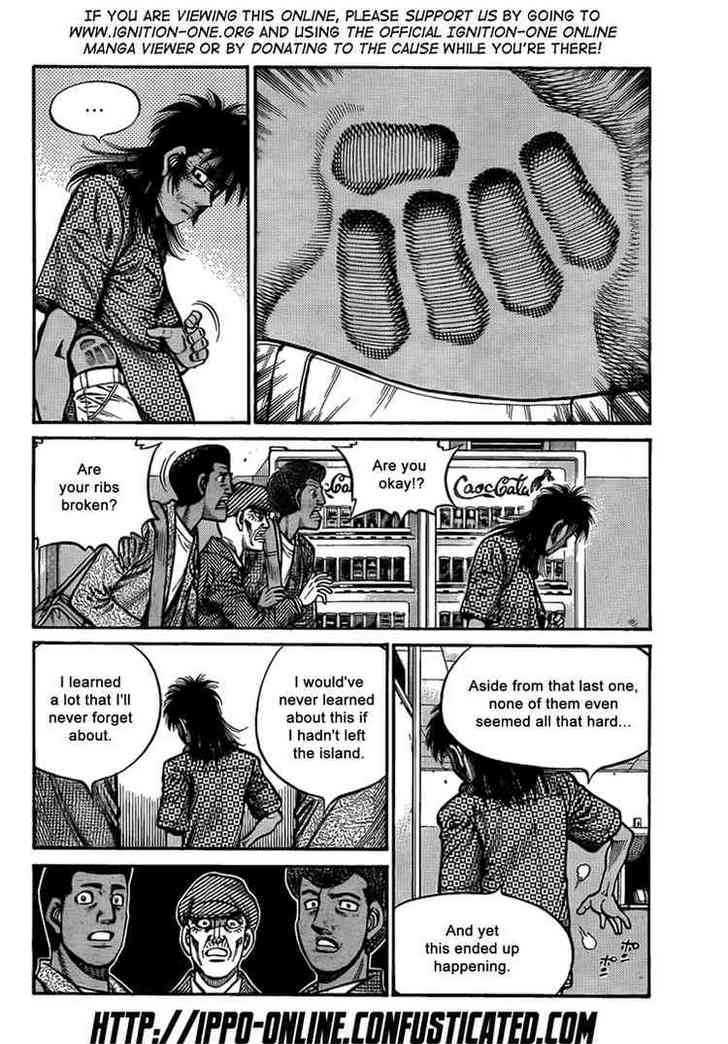 IF YOU ARE VIEWING THIS ONLINE, PLEASE SUPPORT US BY GOING TO
WWW.IGNITION-ONE.ORG AND USING THE OFFICIAL IGNITION-ONE ONLINE
MANGA VIEWER OR BY DONATING TO THE CAUSE WHILE YOU'RE THERE!
...
Are
your ribs
broken?
Are you
okay!?
Ca
CaocCala
I learned
a lot that I'll
never forget
about.
I would've
never learned
about this if
I hadn't left
the island.
Aside from that last one,
none of them even
seemed all that hard...
And yet
this ended up
happening.
ポ
ポ
HTTP://IPPO-ONLINE.CONFUSTICATED.COM